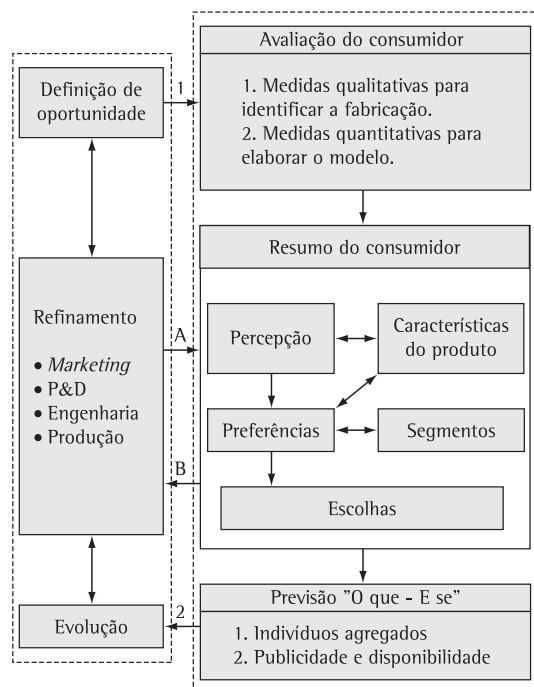 Definição de
oportunidade
1
Avaliação do consumidor
1. Medidas qualitativas para
identificar a fabricação.
2. Medidas quantitativas para
elaborar o modelo.
Resumo do consumidor
Refinamento
• Marketing
• P&D
• Engenharia
• Produção
A
Percepção
Características
do produto
Preferências
Segmentos
B
Escolhas
Evolução
2
Previsão "O que - E se"
1. Indivíduos agregados
2. Publicidade e disponibilidade